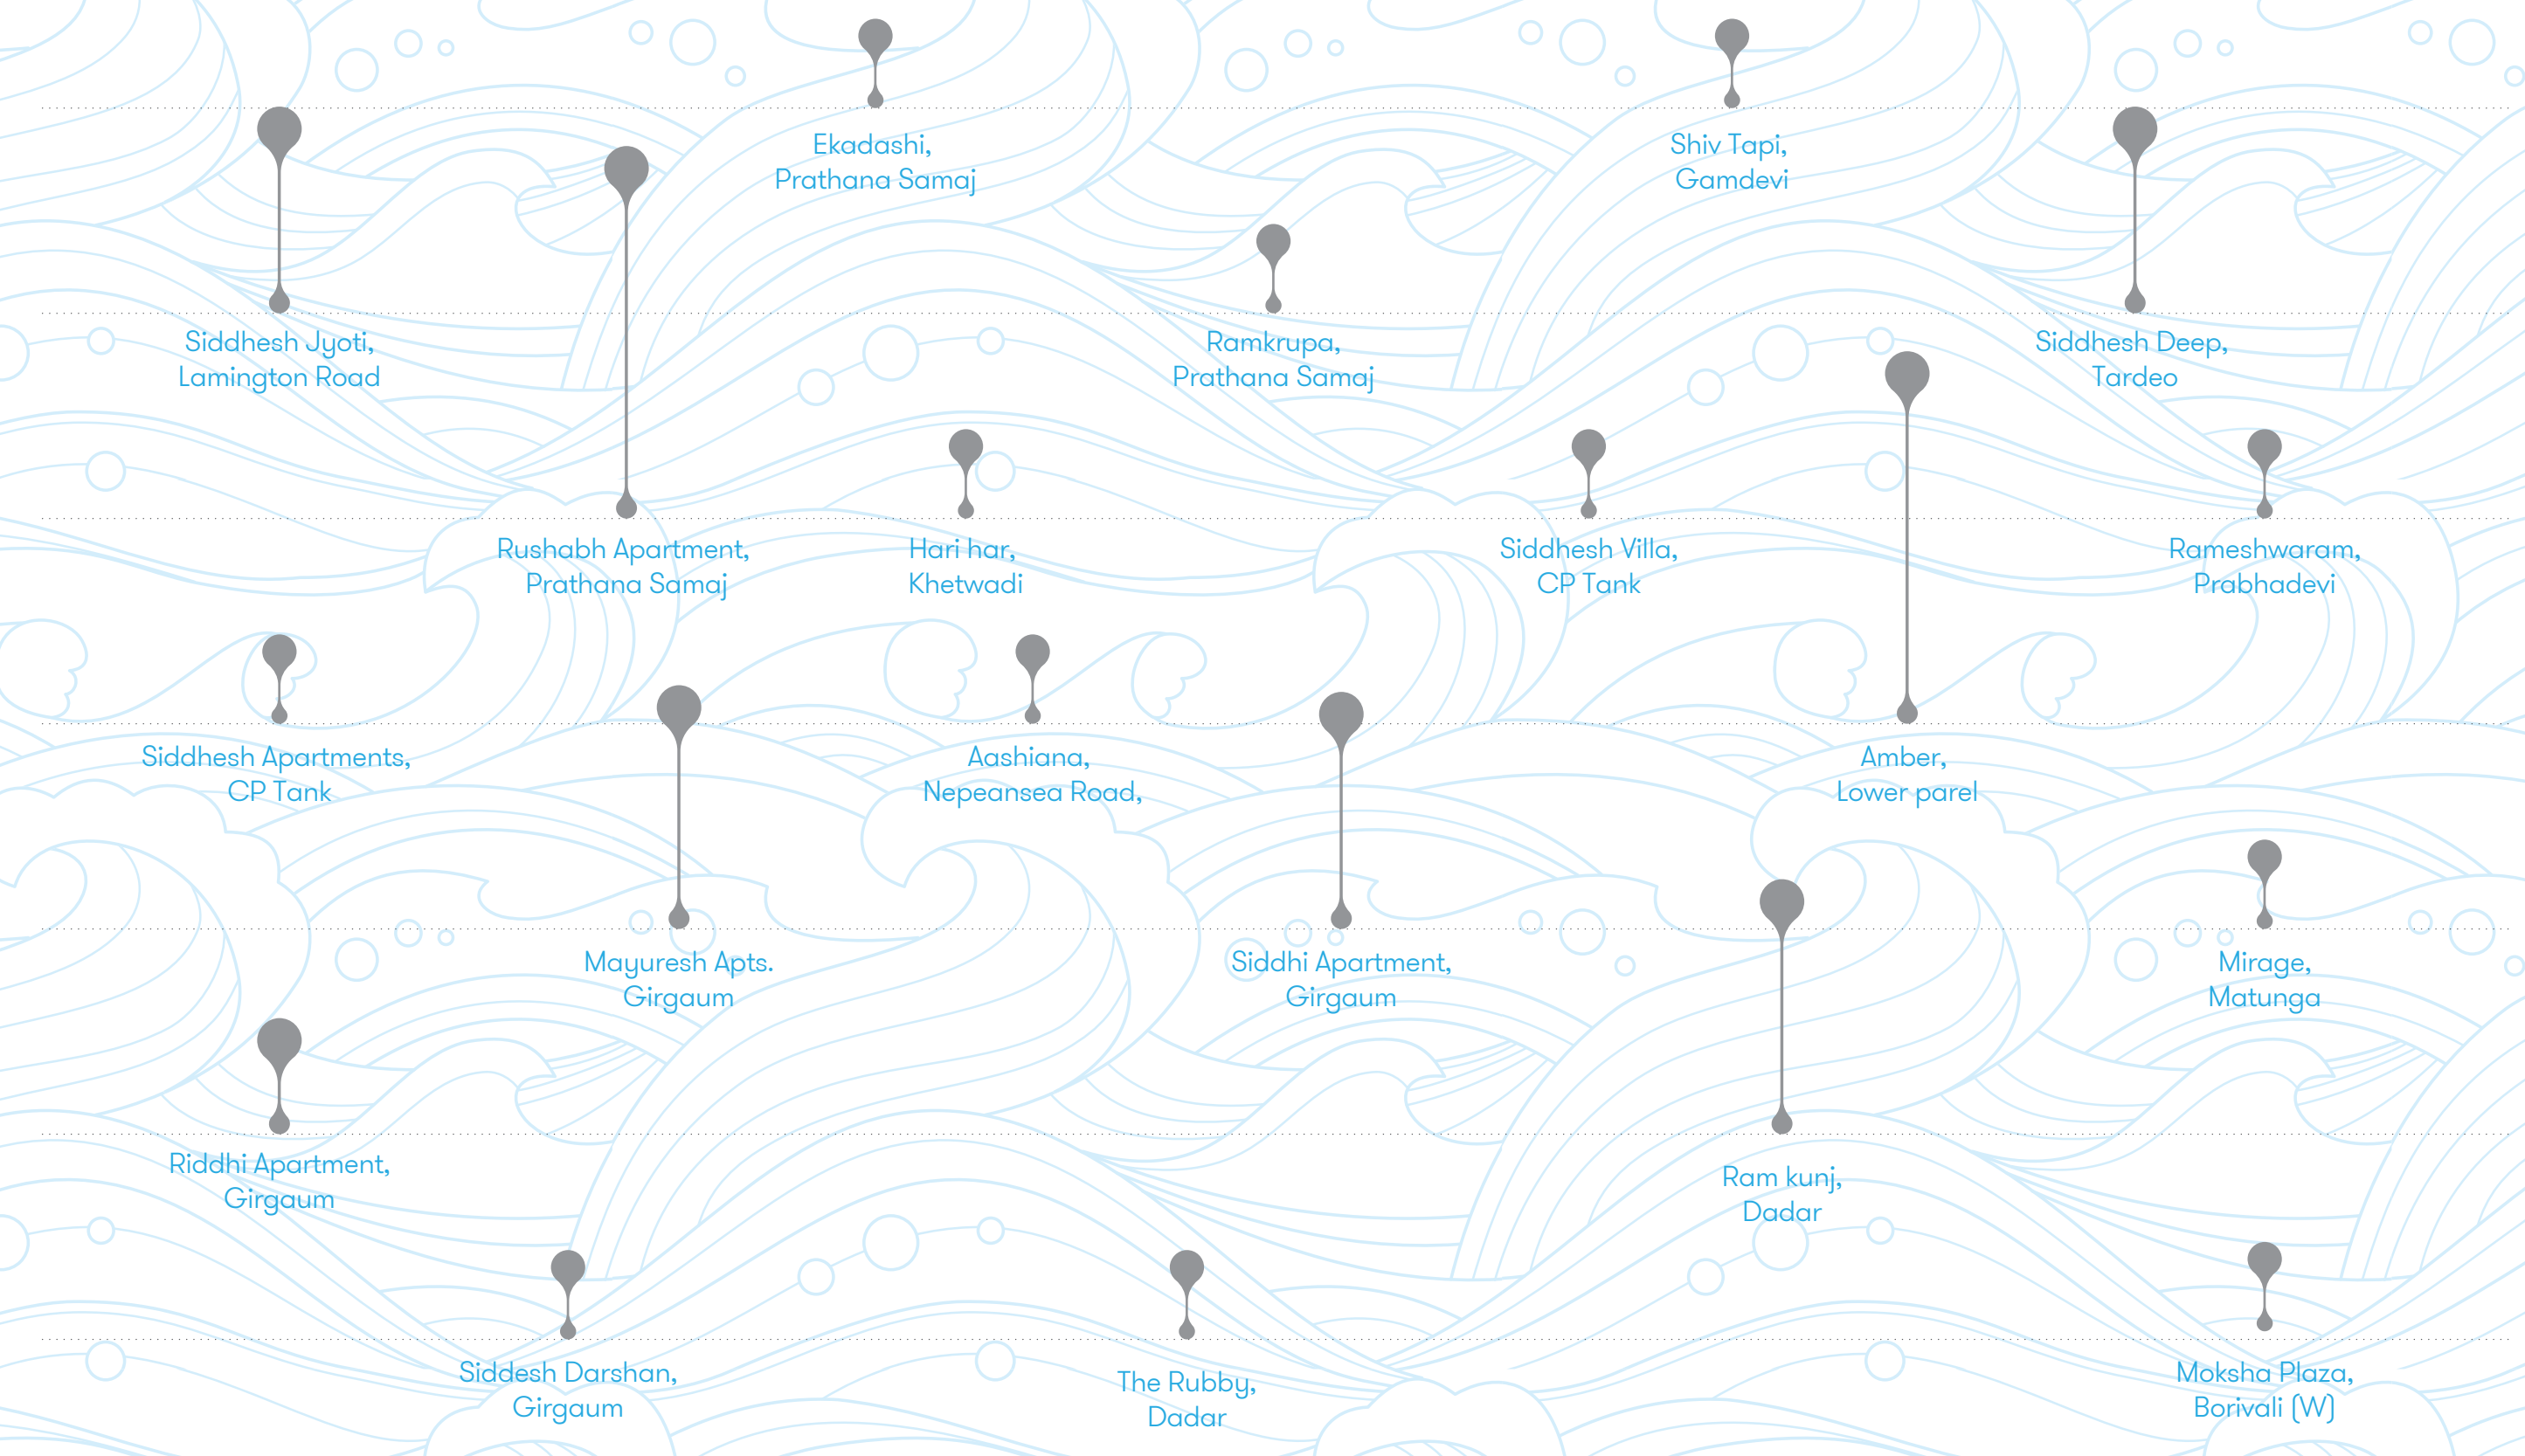 Ekadashi,
Prathana Samaj
Shiv Tapi,
Gamdevi
Siddhesh Jyoti,
Lamington Road
Ramkrupa,
Prathana Samaj
Siddhesh Deep,
Tardeo
Rushabh Apartment,
Prathana Samaj
Hari har,
Khetwadi
Siddhesh Villa,
CP Tank
Rameshwaram,
Prabhadevi
Siddhesh Apartments,
CP Tank
Aashiana,
Nepeansea Road,
Amber,
Lower parel
Mayuresh Apts.
Girgaum
Siddhi Apartment,
Girgaum
Mirage,
Matunga
Riddhi Apartment,
Girgaum
Ram kunj,
Dadar
Siddesh Darshan,
Girgaum
The Rubby,
Dadar
Moksha Plaza,
Borivali (W)